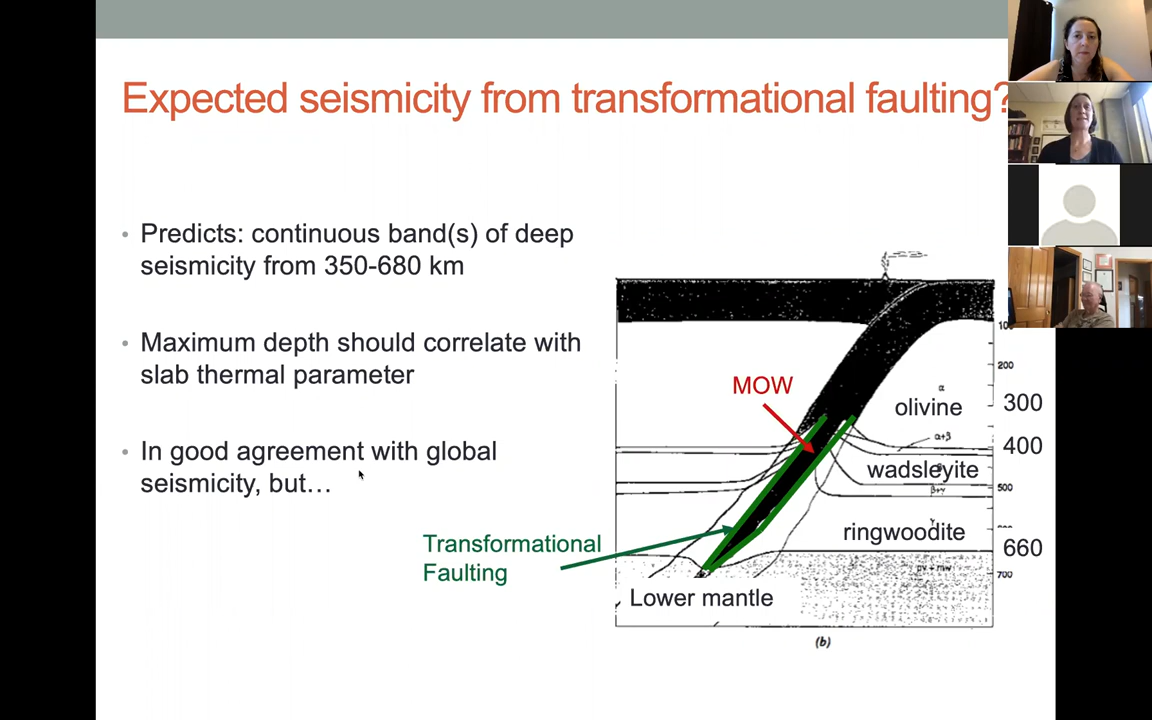 Expected seismicity from transformational faulting?
Predicts: continuous band(s) of deep
seismicity from 350-680 km
Maximum depth should correlate with
slab thermal parameter
In good agreement with global
seismicity, but…
MOW
Transformational
Faulting
α
olivine
α+β
wadsleyite
β+γ
γ
ringwoodite
Lower mantle
200
300
400
500
660
700
(b)